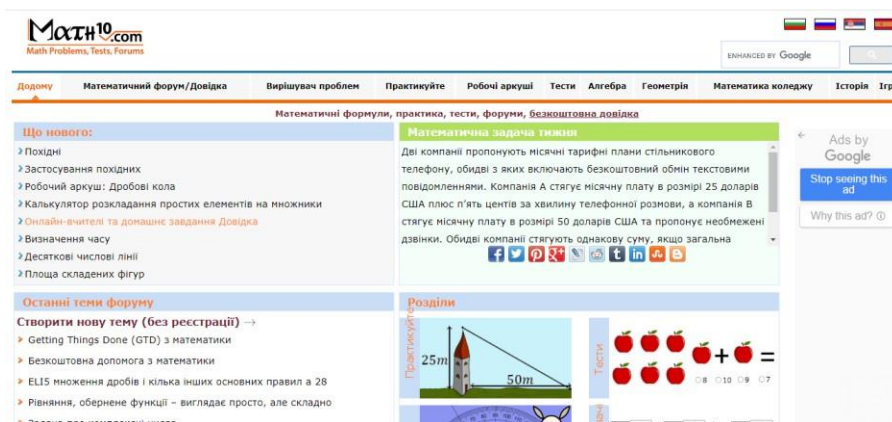 Math10.com
Math Problems, Tests, Forums
ENHANCED BY Google
Додому Математичний форум/Довідка Вирішувач проблем Практикуйте Робочі аркуші Тести Алгебра Геометрія Математика коледжу Історія
Математичні формули, практика, тести, форуми, безкоштовна довідка
Що нового:
Похідні
Застосування похідних
Робочий аркуш: Дробові кола
Калькулятор розкладання простих елементів на множники
Онлайн-вчителі та домашнє завдання Довідка
Визначення часу
Десяткові числові лінії
Площа складених фігур
Математична задача тижня
Дві компанії пропонують місячні тарифні плани стільникового
телефону, обидві з яких включають безкоштовний обмін текстовими
повідомленнями. Компанія А стягує місячну плату в розмірі 25 доларів
США плюс п’ять центів за хвилину телефонної розмови, а компанія В
стягує місячну плату в розмірі 50 доларів США та пропонує необмежені
дзвінки. Обидві компанії стягують однакову суму, якщо загальна
Ads by
Google
Stop seeing this
ad
Why this ad?
Останні теми форуму
Створити нову тему (без реєстрації) →
Getting Things Done (GTD) з математики
Безкоштовна допомога з математики
ELI5 множення дробів і кілька інших основних правил а 28
Рівняння, обернене функції – виглядає просто, але складно
Розділи
Практикуйте
25m
50m
Тести
+ =
8 10 9 7